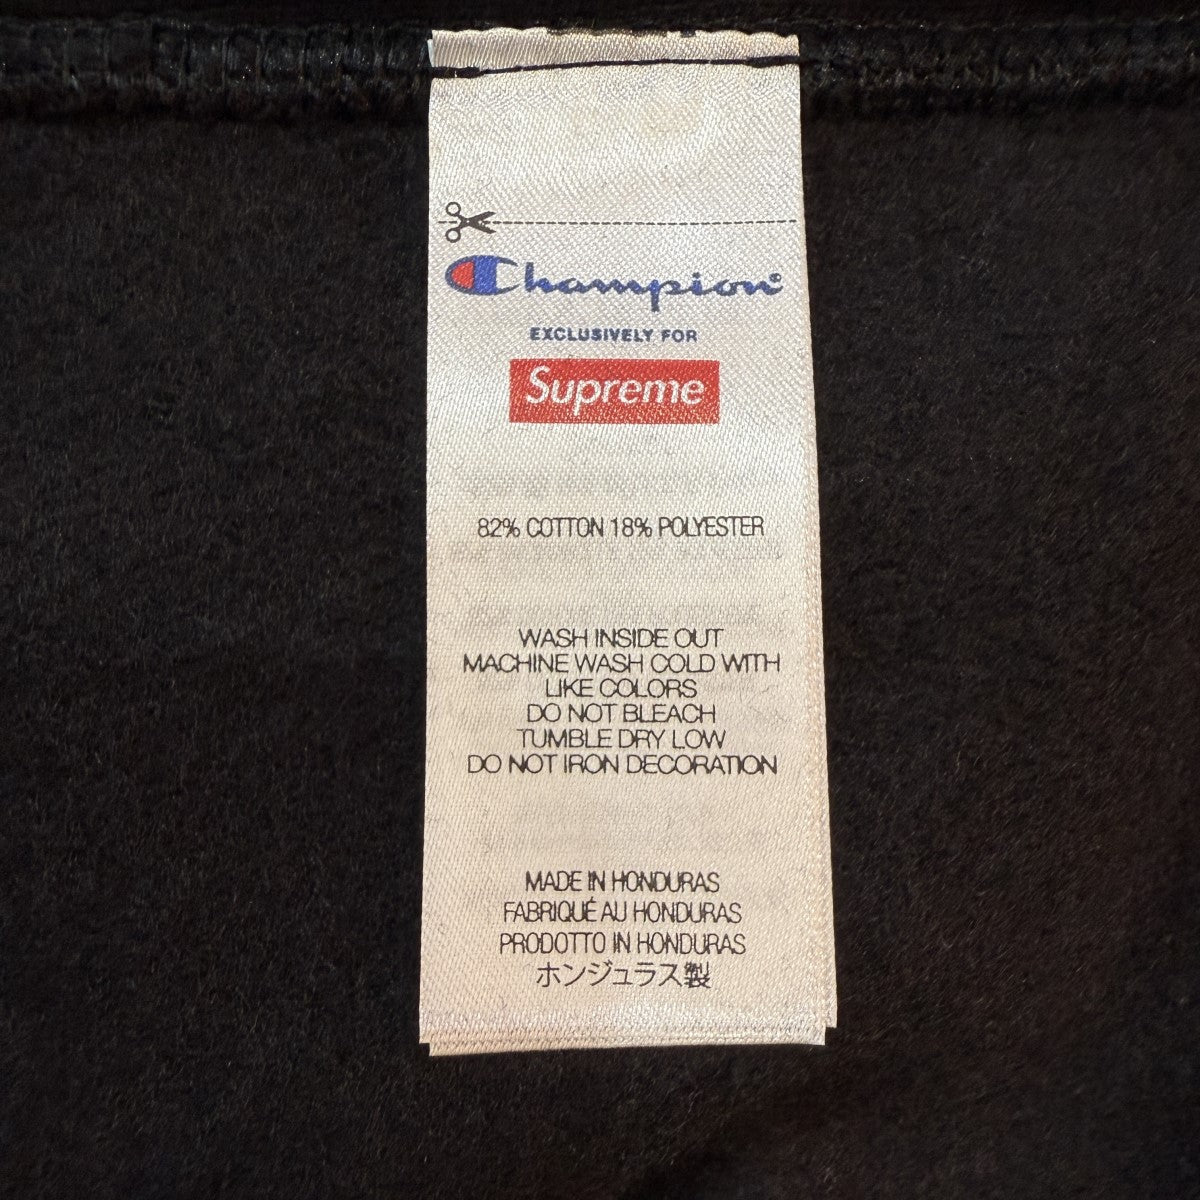 Champion
EXCLUSIVELY FOR
Supreme
82% COTTON 18% POLYESTER
WASH INSIDE OUT
MACHINE WASH COLD WITH
LIKE COLORS
DO NOT BLEACH
TUMBLE DRY LOW
DO NOT IRON DECORATION
MADE IN HONDURAS
FABRIQUÉ AU HONDURAS
PRODOTTO IN HONDURAS
ホンジュラス製